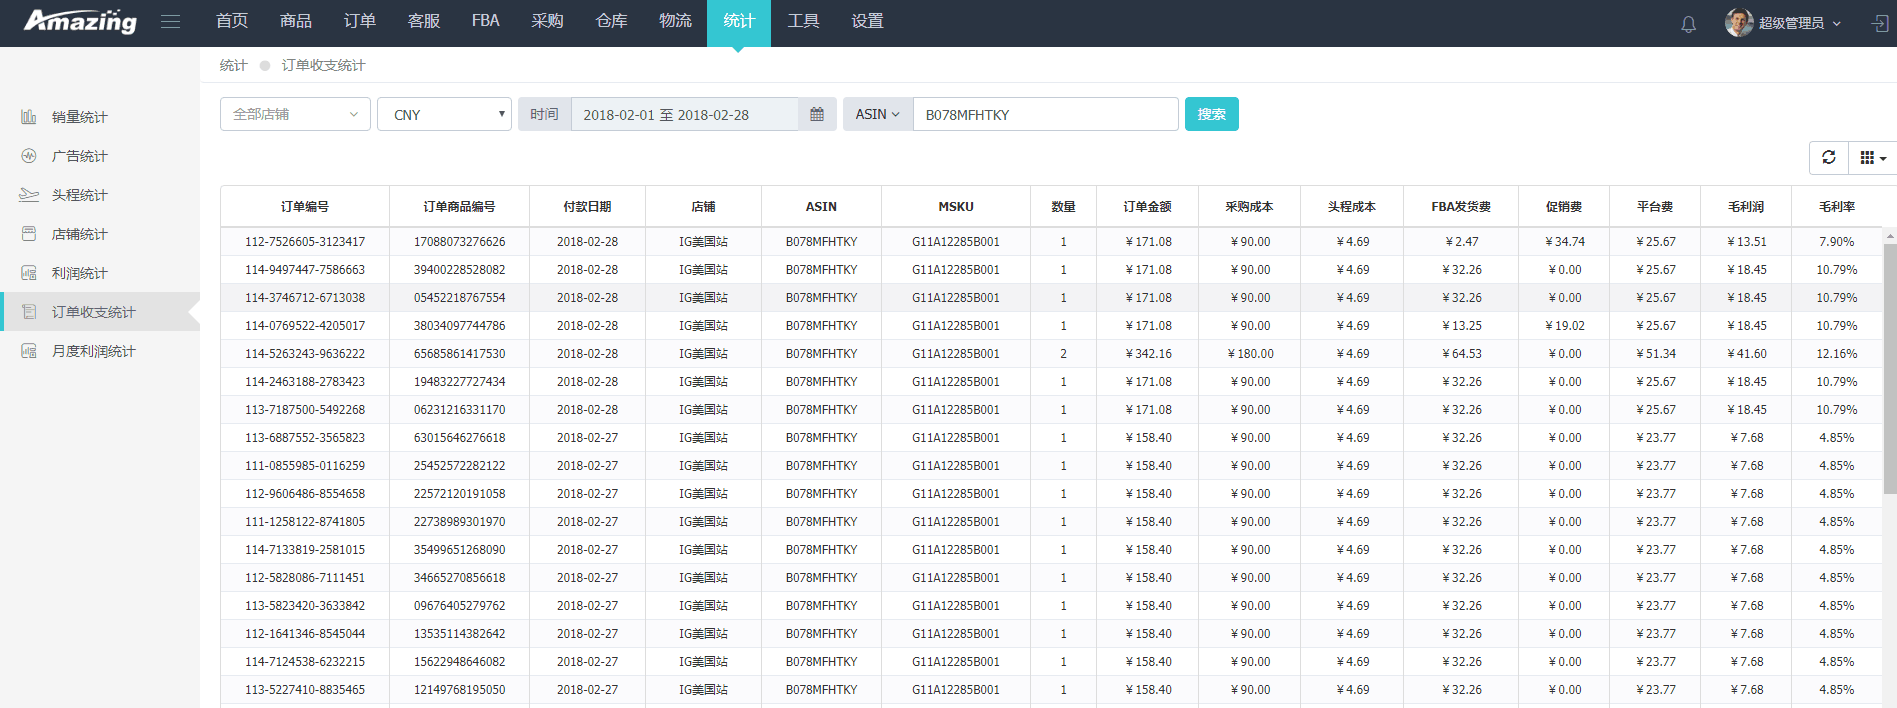 Amazing 首页 商品 订单 客服 FBA 采购 仓库 物流 统计 工具 设置 超级管理员
统计 订单收支统计
销量统计
广告统计
头程统计
店铺统计
利润统计
订单收支统计
月度利润统计
全部店铺 CNY 时间 2018-02-01 至 2018-02-28 ASIN B078MFHTKY 搜索
订单编号 订单商品编号 付款日期 店铺 ASIN MSKU 数量 订单金额 采购成本 头程成本 FBA发货费 促销费 平台费 毛利润 毛利率
112-7526605-3123417 17088073276626 2018-02-28 IG美国站 B078MFHTKY G11A12285B001 1 ¥171.08 ¥90.00 ¥4.69 ¥2.47 ¥34.74 ¥25.67 ¥13.51 7.90%
114-9497447-7586663 39400228528082 2018-02-28 IG美国站 B078MFHTKY G11A12285B001 1 ¥171.08 ¥90.00 ¥4.69 ¥32.26 ¥0.00 ¥25.67 ¥18.45 10.79%
114-3746712-6713038 05452218767554 2018-02-28 IG美国站 B078MFHTKY G11A12285B001 1 ¥171.08 ¥90.00 ¥4.69 ¥32.26 ¥0.00 ¥25.67 ¥18.45 10.79%
114-0769522-4205017 38034097744786 2018-02-28 IG美国站 B078MFHTKY G11A12285B001 1 ¥171.08 ¥90.00 ¥4.69 ¥13.25 ¥19.02 ¥25.67 ¥18.45 10.79%
114-5263243-9636222 65685861417530 2018-02-28 IG美国站 B078MFHTKY G11A12285B001 2 ¥342.16 ¥180.00 ¥4.69 ¥64.53 ¥0.00 ¥51.34 ¥41.60 12.16%
114-2463188-2783423 19483227727434 2018-02-28 IG美国站 B078MFHTKY G11A12285B001 1 ¥171.08 ¥90.00 ¥4.69 ¥32.26 ¥0.00 ¥25.67 ¥18.45 10.79%
113-7187500-5492268 06231216331170 2018-02-28 IG美国站 B078MFHTKY G11A12285B001 1 ¥171.08 ¥90.00 ¥4.69 ¥32.26 ¥0.00 ¥25.67 ¥18.45 10.79%
113-6887552-3565823 63015646276618 2018-02-27 IG美国站 B078MFHTKY G11A12285B001 1 ¥158.40 ¥90.00 ¥4.69 ¥32.26 ¥0.00 ¥23.77 ¥7.68 4.85%
111-0855985-0116259 25452572282122 2018-02-27 IG美国站 B078MFHTKY G11A12285B001 1 ¥158.40 ¥90.00 ¥4.69 ¥32.26 ¥0.00 ¥23.77 ¥7.68 4.85%
112-9606486-8554658 22572120191058 2018-02-27 IG美国站 B078MFHTKY G11A12285B001 1 ¥158.40 ¥90.00 ¥4.69 ¥32.26 ¥0.00 ¥23.77 ¥7.68 4.85%
111-1258122-8741805 22738989301970 2018-02-27 IG美国站 B078MFHTKY G11A12285B001 1 ¥158.40 ¥90.00 ¥4.69 ¥32.26 ¥0.00 ¥23.77 ¥7.68 4.85%
114-7133819-2581015 35499651268090 2018-02-27 IG美国站 B078MFHTKY G11A12285B001 1 ¥158.40 ¥90.00 ¥4.69 ¥32.26 ¥0.00 ¥23.77 ¥7.68 4.85%
112-5828086-7111451 34665270856618 2018-02-27 IG美国站 B078MFHTKY G11A12285B001 1 ¥158.40 ¥90.00 ¥4.69 ¥32.26 ¥0.00 ¥23.77 ¥7.68 4.85%
113-5823420-3633842 09676405279762 2018-02-27 IG美国站 B078MFHTKY G11A12285B001 1 ¥158.40 ¥90.00 ¥4.69 ¥32.26 ¥0.00 ¥23.77 ¥7.68 4.85%
112-1641346-8545044 13535114382642 2018-02-27 IG美国站 B078MFHTKY G11A12285B001 1 ¥158.40 ¥90.00 ¥4.69 ¥32.26 ¥0.00 ¥23.77 ¥7.68 4.85%
114-7124538-6232215 15622948646082 2018-02-27 IG美国站 B078MFHTKY G11A12285B001 1 ¥158.40 ¥90.00 ¥4.69 ¥32.26 ¥0.00 ¥23.77 ¥7.68 4.85%
113-5227410-8835465 12149768195050 2018-02-27 IG美国站 B078MFHTKY G11A12285B001 1 ¥158.40 ¥90.00 ¥4.69 ¥32.26 ¥0.00 ¥23.77 ¥7.68 4.85%